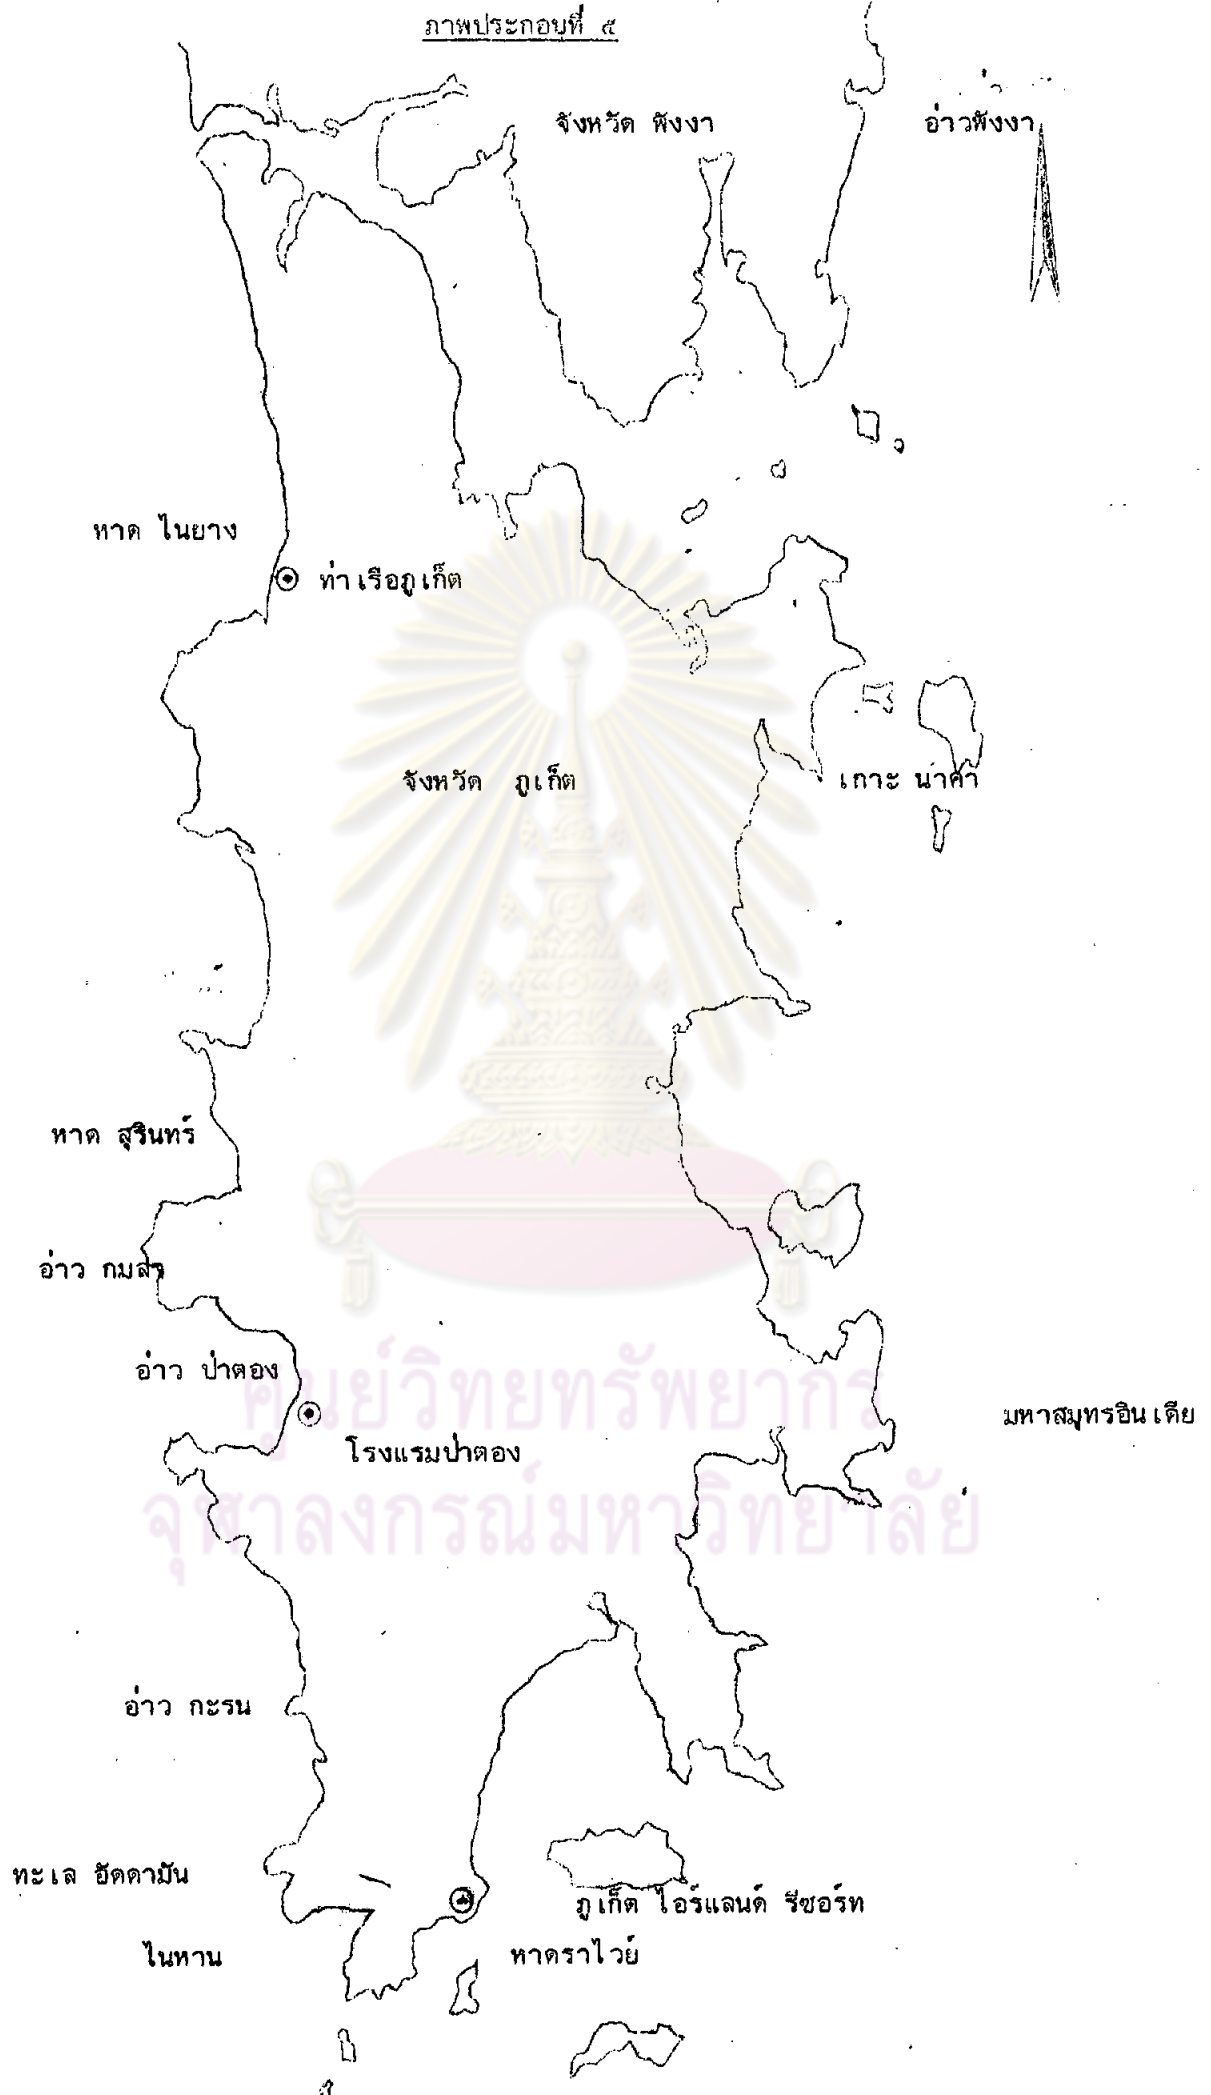 ภาพประกอบที่ ๕
จังหวัด พังงา
อ่าวพังงา
หาด ไนยาง
ท่าเรือภูเก็ต
จังหวัด ภูเก็ต
เกาะ นาคา
หาด สุรินทร์
อ่าว กมลา
อ่าว ป่าตอง
มหาสมุทรอินเดีย
โรงแรมป่าตอง
ศูนย์วิทยทรัพยากร
จุฬาลงกรณ์มหาวิทยาลัย
อ่าว กะรน
ทะเล อัดดามัน
ภูเก็ต ไอร์แลนด์ รีซอร์ท
ไนหาน
หาดราไวย์